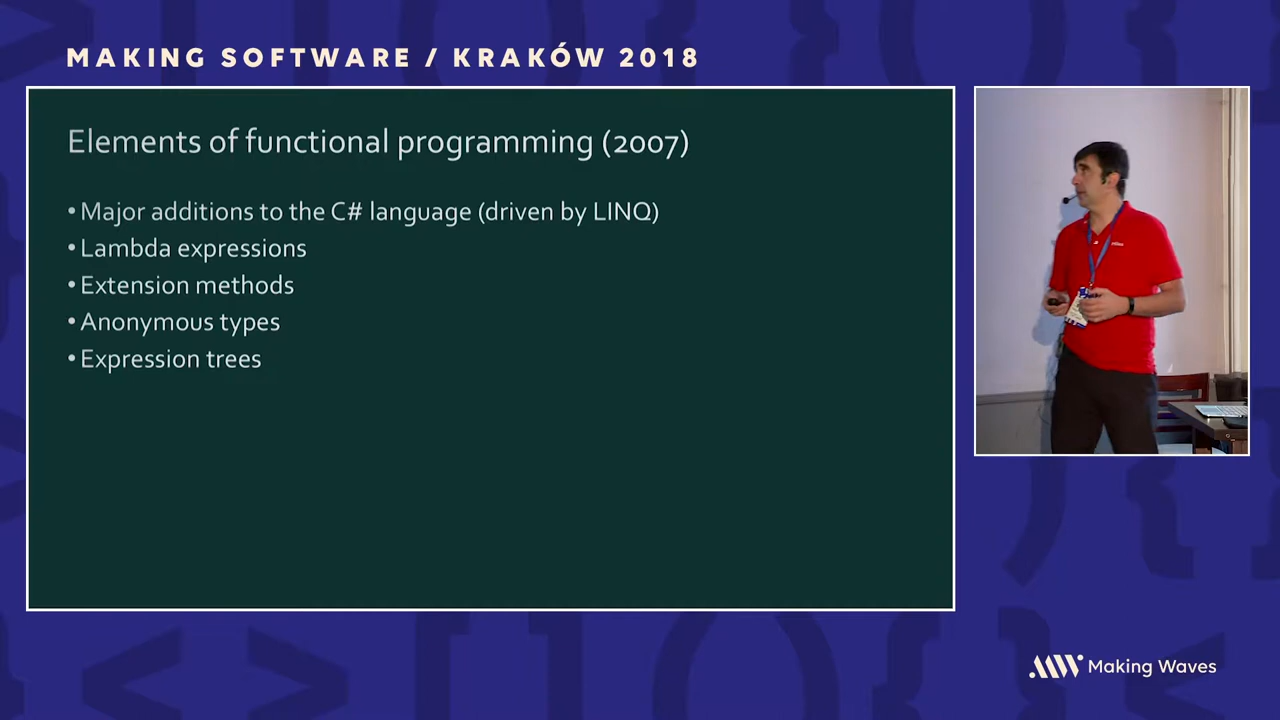 MAKING SOFTWARE / KRAKÓW 2018
Elements of functional programming (2007)
• Major additions to the C# language (driven by LINQ)
• Lambda expressions
• Extension methods
• Anonymous types
• Expression trees
Making Waves